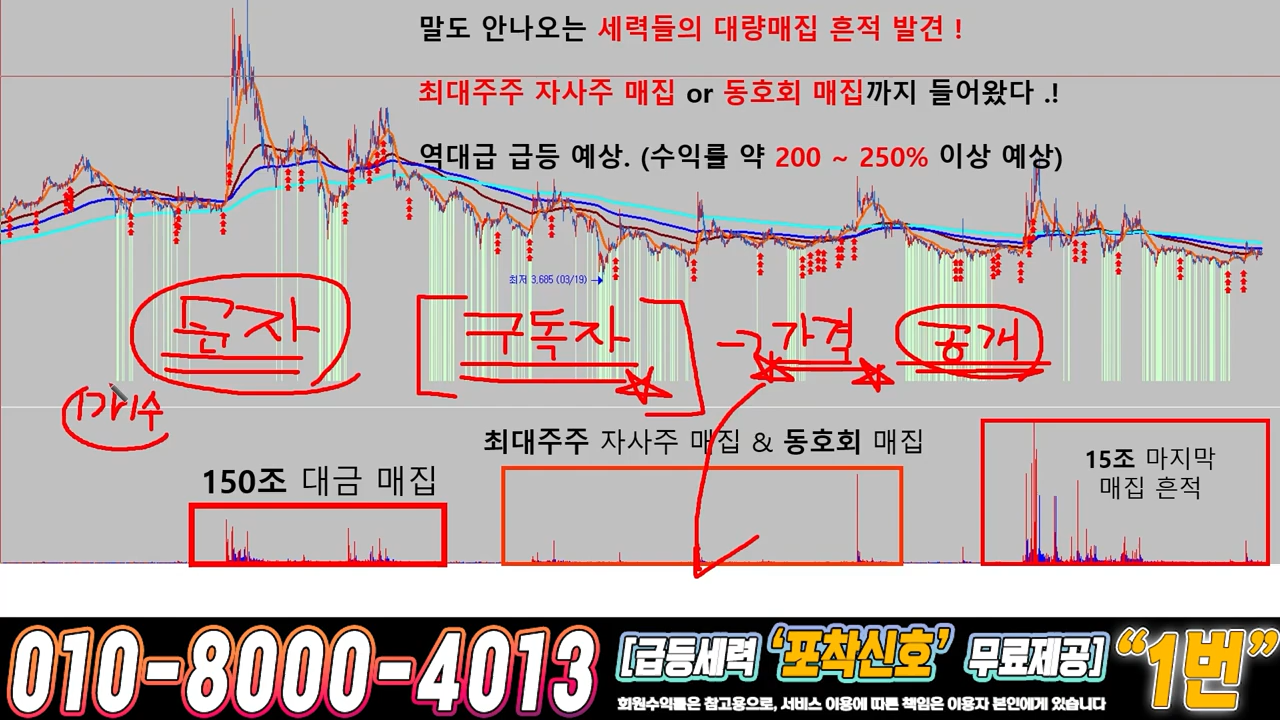 말도 안나오는 세력들의 대량매집 흔적 발견 !
최대주주 자사주 매집 or 동호회 매집까지 들어왔다 .!
역대급 급등 예상. (수익률 약 200 ~ 250% 이상 예상)
최저 3,685 (03/19) →
문자
구독자
가격 공개
최대주주 자사주 매집 & 동호회 매집
150조 대금 매집
15조 마지막
매집 흔적
010-8000-4013
[급등세력 '포착신호' 무료제공] "1번"
회원수익률은 참고용으로, 서비스 이용에 따른 책임은 이용자 본인에게 있습니다